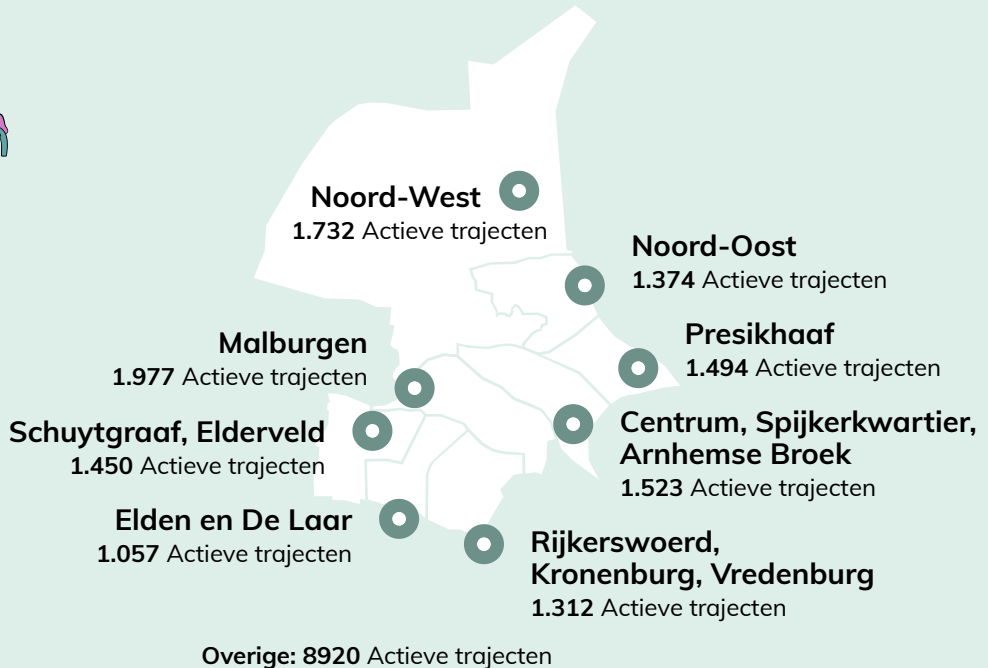 Noord-West
1.732 Actieve trajecten
Noord-Oost
1.374 Actieve trajecten
Presikhaaf
1.494 Actieve trajecten
Malburgen
1.977 Actieve trajecten
Schuytgraaf, Elderveld
1.450 Actieve trajecten
Centrum, Spijkerkwartier,
Arnhemse Broek
1.523 Actieve trajecten
Elden en De Laar
1.057 Actieve trajecten
Rijkerswoerd,
Kronenburg, Vredenburg
1.312 Actieve trajecten
Overige: 8920 Actieve trajecten